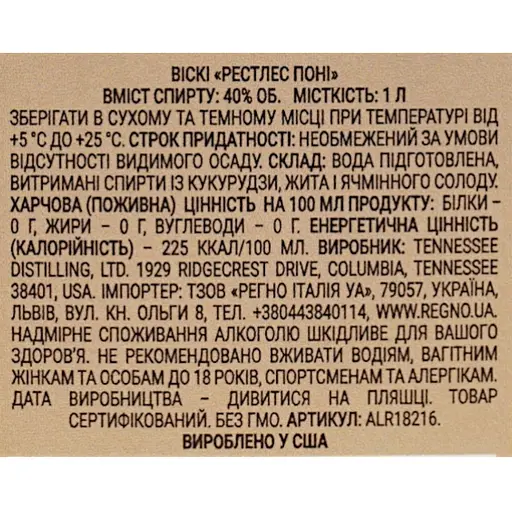 ВІСКІ «РЕСТЛЕС ПОНІ»
ВМІСТ СПИРТУ: 40% ОБ. МІСТКІСТЬ: 1 Л
ЗБЕРІГАТИ В СУХОМУ ТА ТЕМНОМУ МІСЦІ ПРИ ТЕМПЕРАТУРІ ВІД
+5 °С ДО +25 °С. СТРОК ПРИДАТНОСТІ: НЕОБМЕЖЕНИЙ ЗА УМОВИ
ВІДСУТНОСТІ ВИДИМОГО ОСАДУ. СКЛАД: ВОДА ПІДГОТОВЛЕНА,
ВИТРИМАНІ СПИРТИ ІЗ КУКУРУДЗИ, ЖИТА І ЯЧМІННОГО СОЛОДУ.
ХАРЧОВА (ПОЖИВНА) ЦІННІСТЬ НА 100 МЛ ПРОДУКТУ: БІЛКИ –
0 Г, ЖИРИ – 0 Г, ВУГЛЕВОДИ – 0 Г. ЕНЕРГЕТИЧНА ЦІННІСТЬ
(КАЛОРІЙНІСТЬ) – 225 ККАЛ/100 МЛ. ВИРОБНИК: TENNESSEE
DISTILLING, LTD. 1929 RIDGECREST DRIVE, COLUMBIA, TENNESSEE
38401, USA. ІМПОРТЕР: ТЗОВ «РЕГНО ІТАЛІЯ УА», 79057, УКРАЇНА,
ЛЬВІВ, ВУЛ. КН. ОЛЬГИ 8, ТЕЛ. +380443840114, WWW.REGNO.UA.
НАДМІРНЕ СПОЖИВАННЯ АЛКОГОЛЮ ШКІДЛИВЕ ДЛЯ ВАШОГО
ЗДОРОВ'Я. НЕ РЕКОМЕНДОВАНО ВЖИВАТИ ВОДІЯМ, ВАГІТНИМ
ЖІНКАМ ТА ОСОБАМ ДО 18 РОКІВ, СПОРТСМЕНАМ ТА АЛЕРГІКАМ.
ДАТА ВИРОБНИЦТВА – ДИВИТИСЯ НА ПЛЯШЦІ. ТОВАР
СЕРТИФІКОВАНИЙ. БЕЗ ГМО. АРТИКУЛ: ALR18216.
ВИРОБЛЕНО У США